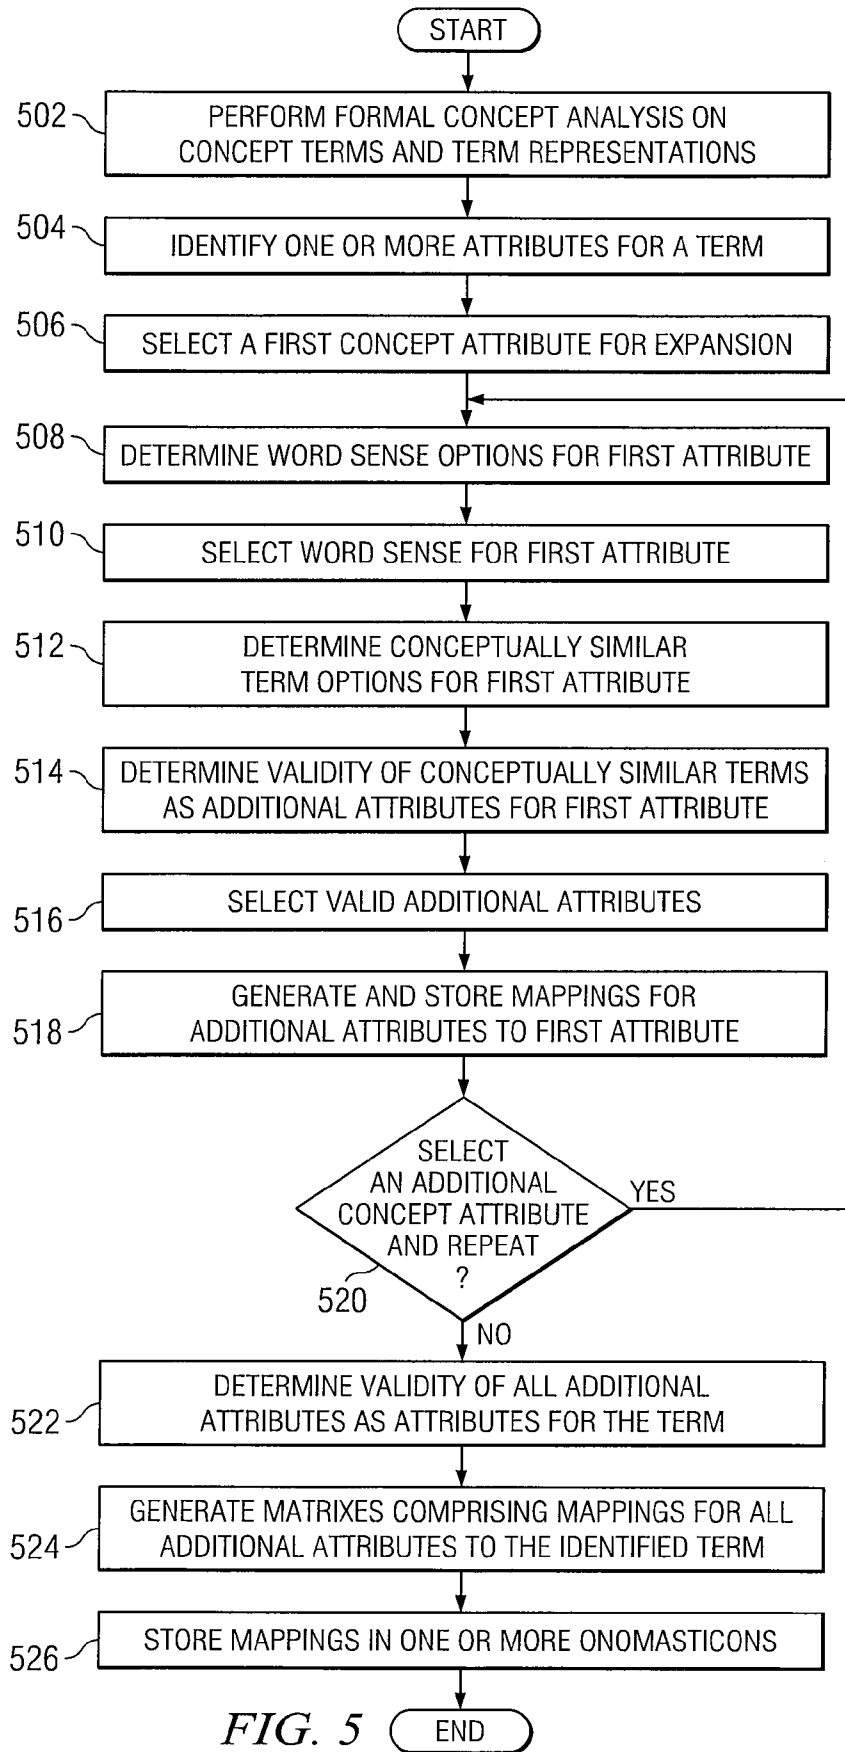 START
502
PERFORM FORMAL CONCEPT ANALYSIS ON
CONCEPT TERMS AND TERM REPRESENTATIONS
504
IDENTIFY ONE OR MORE ATTRIBUTES FOR A TERM
506
SELECT A FIRST CONCEPT ATTRIBUTE FOR EXPANSION
508
DETERMINE WORD SENSE OPTIONS FOR FIRST ATTRIBUTE
510
SELECT WORD SENSE FOR FIRST ATTRIBUTE
512
DETERMINE CONCEPTUALLY SIMILAR
TERM OPTIONS FOR FIRST ATTRIBUTE
514
DETERMINE VALIDITY OF CONCEPTUALLY SIMILAR TERMS
AS ADDITIONAL ATTRIBUTES FOR FIRST ATTRIBUTE
516
SELECT VALID ADDITIONAL ATTRIBUTES
518
GENERATE AND STORE MAPPINGS FOR
ADDITIONAL ATTRIBUTES TO FIRST ATTRIBUTE
SELECT
AN ADDITIONAL
CONCEPT ATTRIBUTE
AND REPEAT
?
YES
520
NO
522
DETERMINE VALIDITY OF ALL ADDITIONAL
ATTRIBUTES AS ATTRIBUTES FOR THE TERM
524
GENERATE MATRIXES COMPRISING MAPPINGS FOR ALL
ADDITIONAL ATTRIBUTES TO THE IDENTIFIED TERM
526
STORE MAPPINGS IN ONE OR MORE ONOMASTICONS
FIG. 5
END